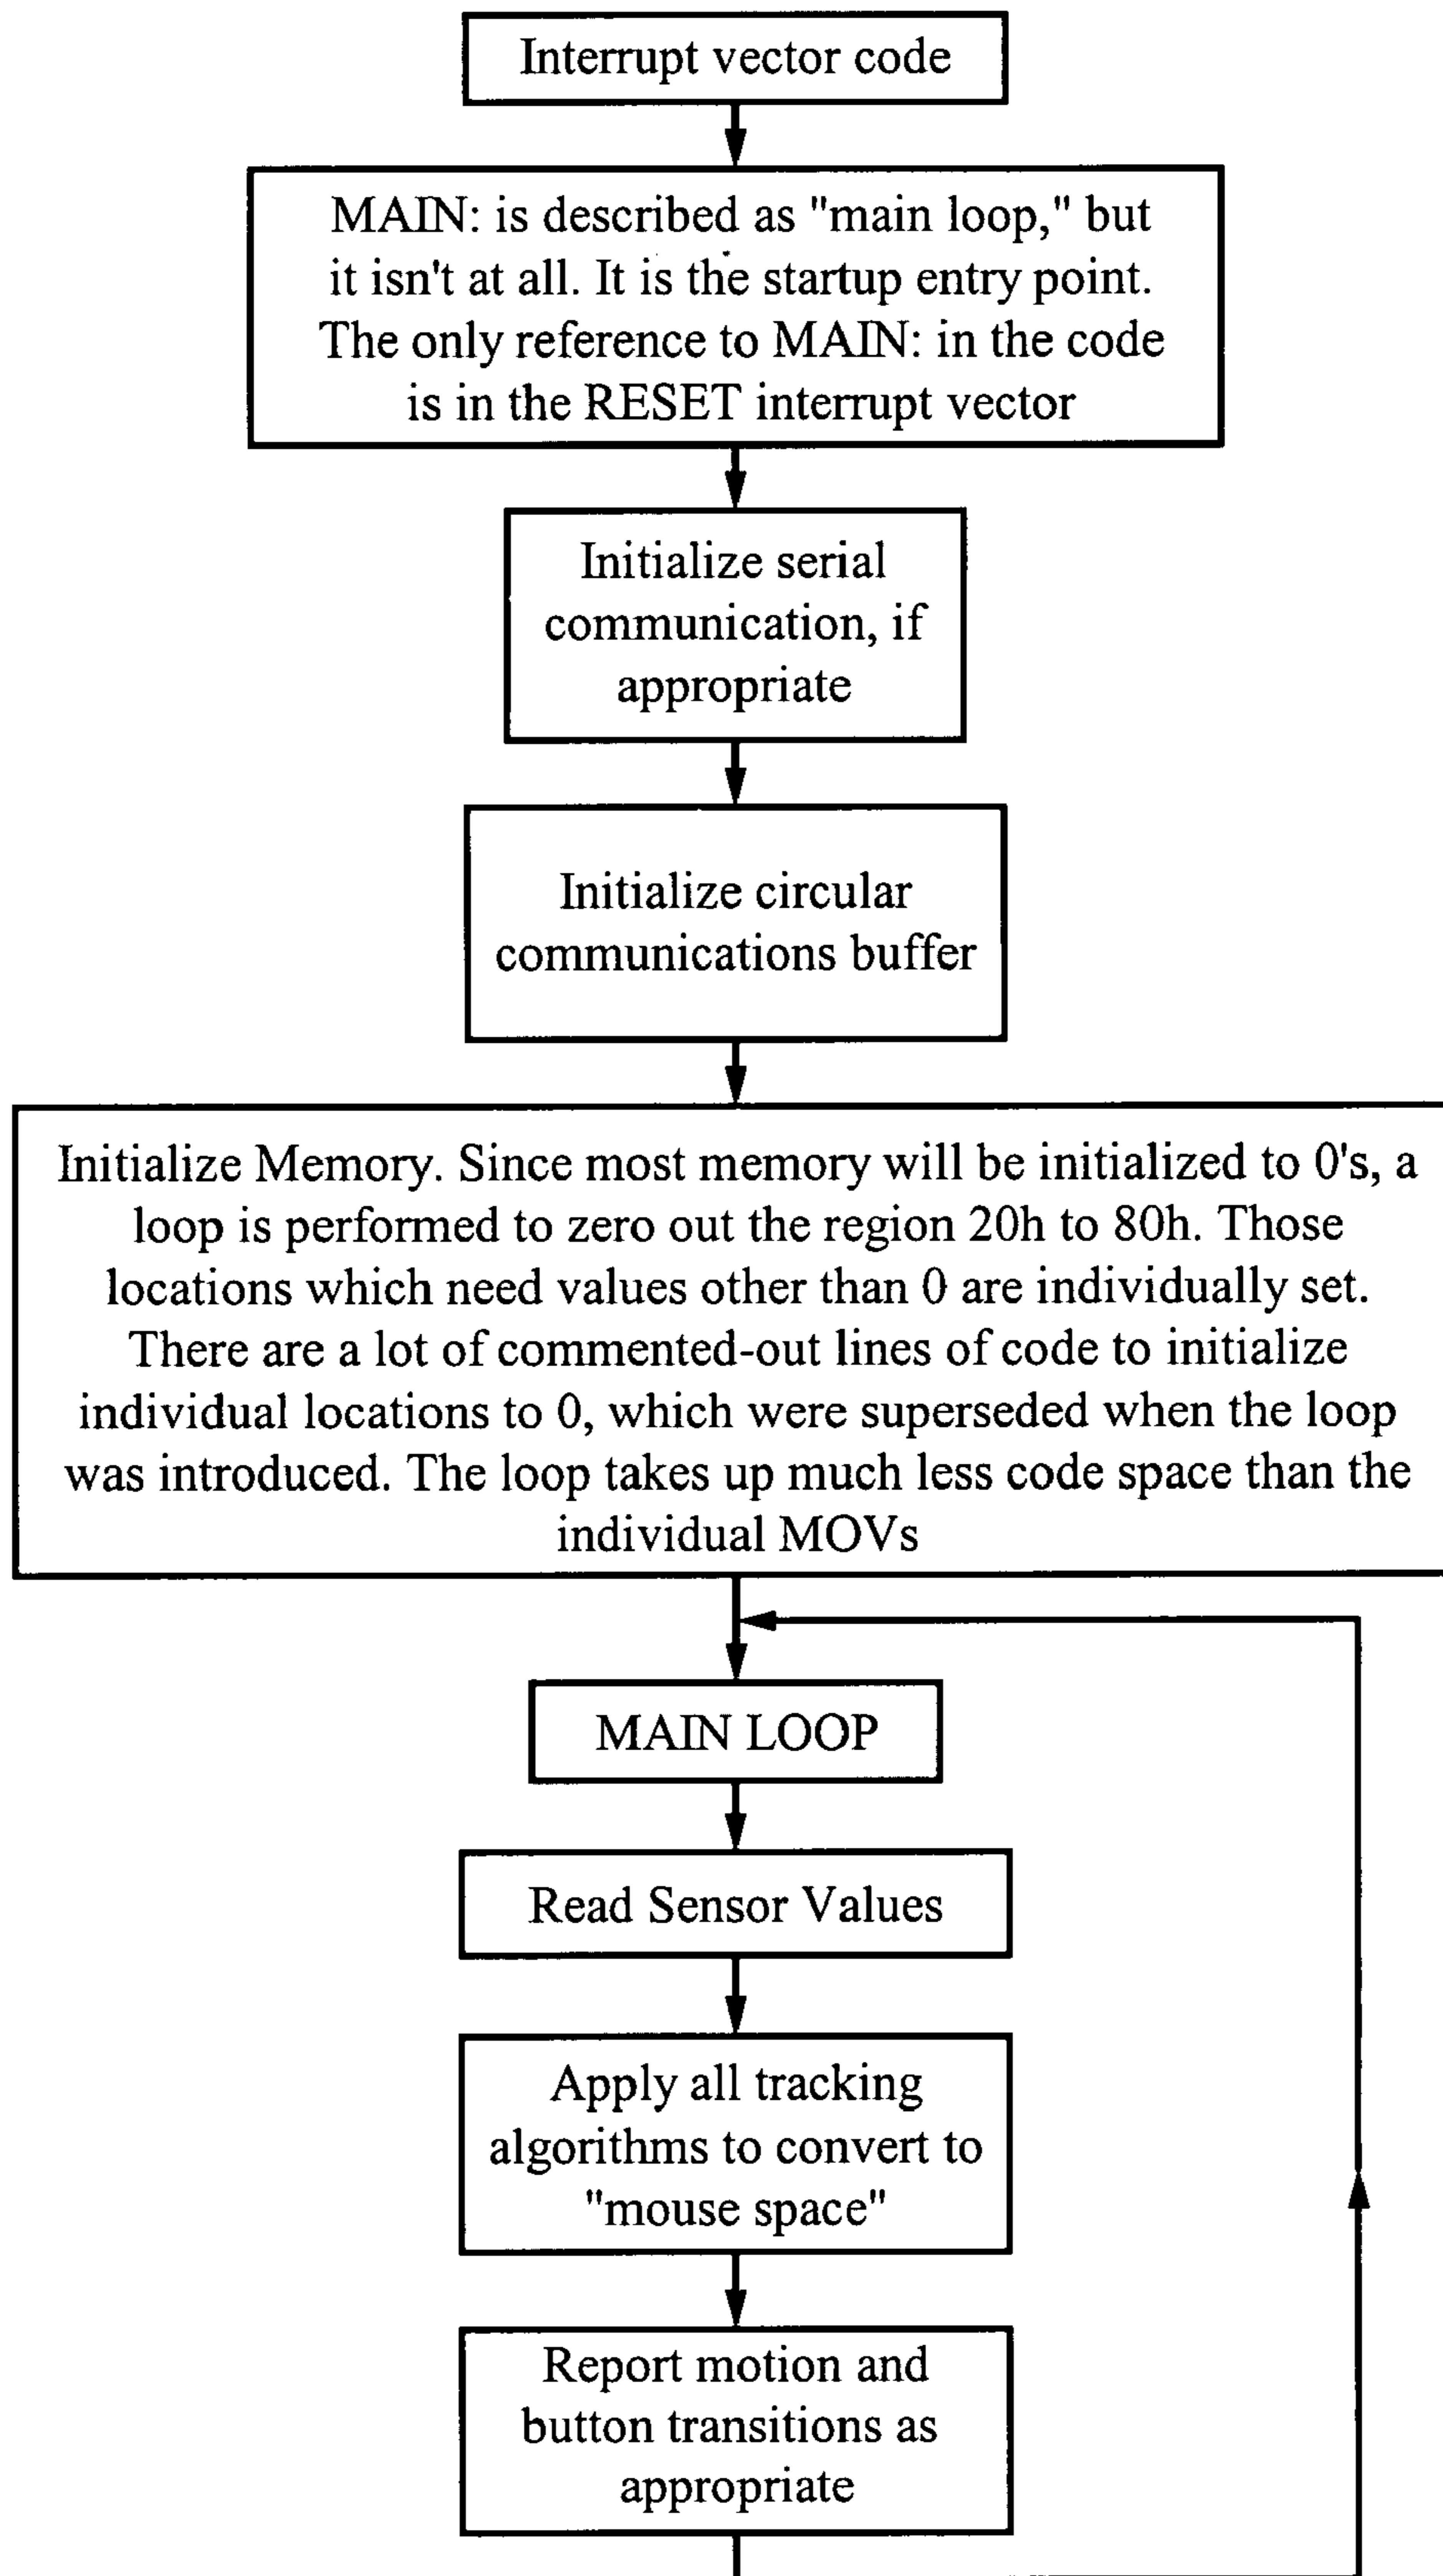 Interrupt vector code
MAIN: is described as "main loop," but
it isn't at all. It is the startup entry point.
The only reference to MAIN: in the code
is in the RESET interrupt vector
Initialize serial
communication, if
appropriate
Initialize circular
communications buffer
Initialize Memory. Since most memory will be initialized to 0's, a
loop is performed to zero out the region 20h to 80h. Those
locations which need values other than 0 are individually set.
There are a lot of commented-out lines of code to initialize
individual locations to 0, which were superseded when the loop
was introduced. The loop takes up much less code space than the
individual MOVs
MAIN LOOP
Read Sensor Values
Apply all tracking
algorithms to convert to
"mouse space"
Report motion and
button transitions as
appropriate